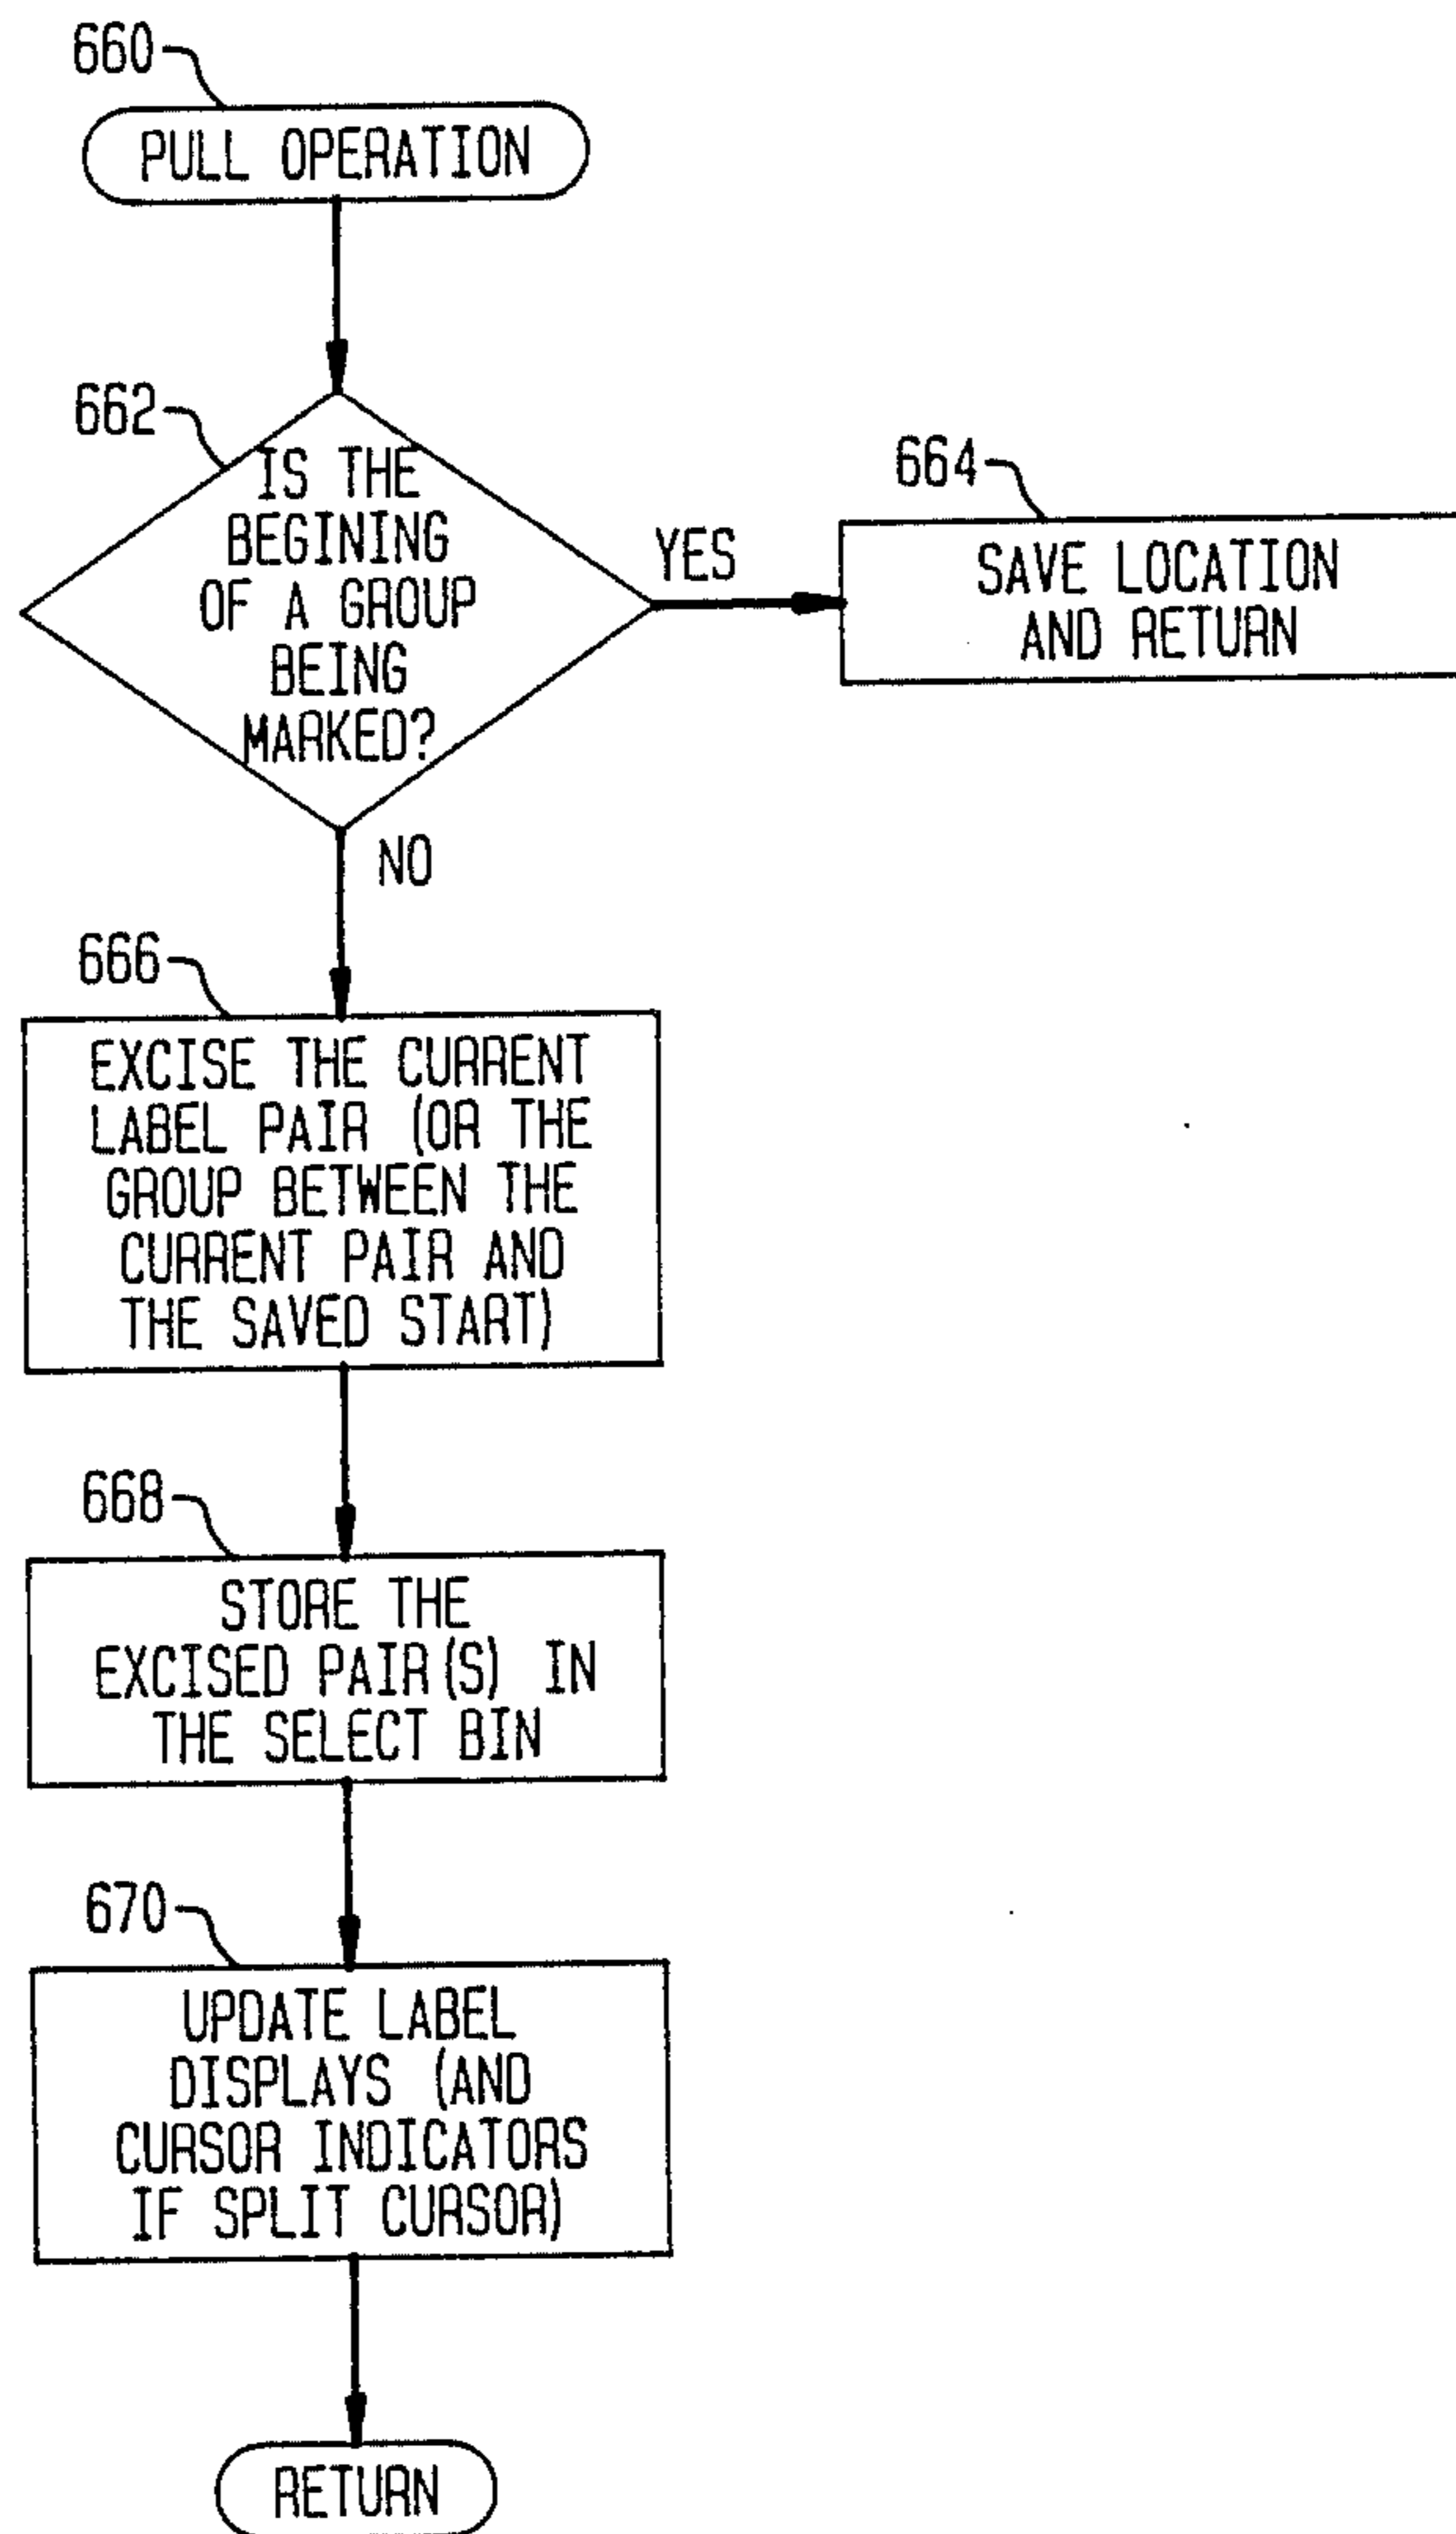 660
PULL OPERATION
662
IS THE
BEGINING
OF A GROUP
BEING
MARKED?
YES
664
SAVE LOCATION
AND RETURN
NO
666
EXCISE THE CURRENT
LABEL PAIR (OR THE
GROUP BETWEEN THE
CURRENT PAIR AND
THE SAVED START)
668
STORE THE
EXCISED PAIR(S) IN
THE SELECT BIN
670
UPDATE LABEL
DISPLAYS (AND
CURSOR INDICATORS
IF SPLIT CURSOR)
RETURN